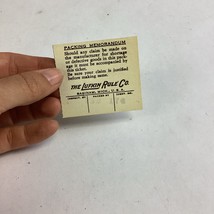 PACKING MEMORANDUM
Should any claim be made on
the manufacturer for shortage
or defective goods in this pack-
age it must be accompanied by
this ticket.
Be sure your claim is justified
before making same.
THE LUFKIN RULE CO.
SAGINAW, MICH., U.S.A.